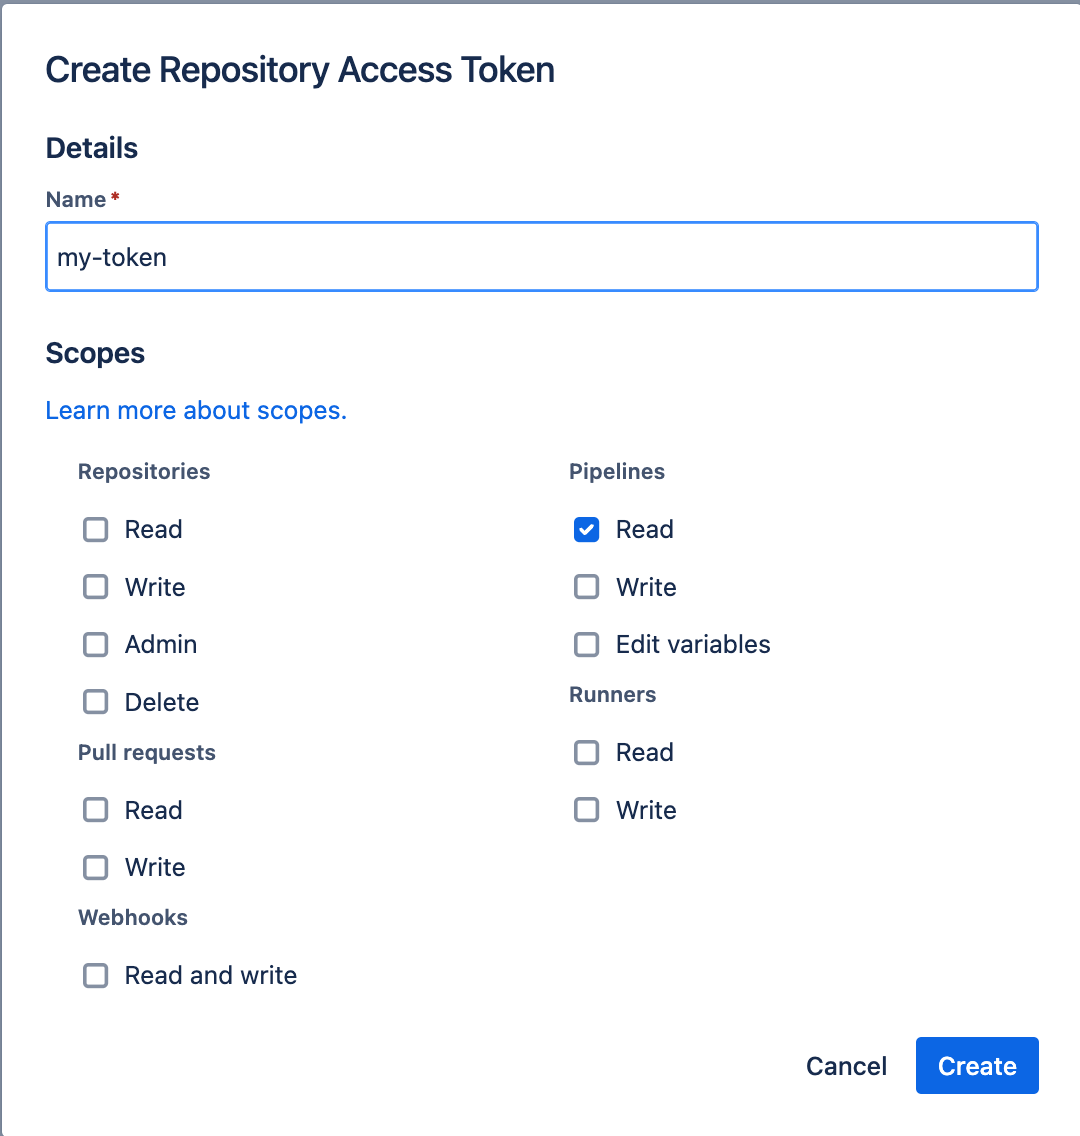 Create Repository Access Token
Details
Name *
my-token
Scopes
Learn more about scopes.
Repositories
Read
Write
Admin
Delete
Pull requests
Read
Write
Webhooks
Read and write
Pipelines
Read
Write
Edit variables
Runners
Read
Write
Cancel
Create